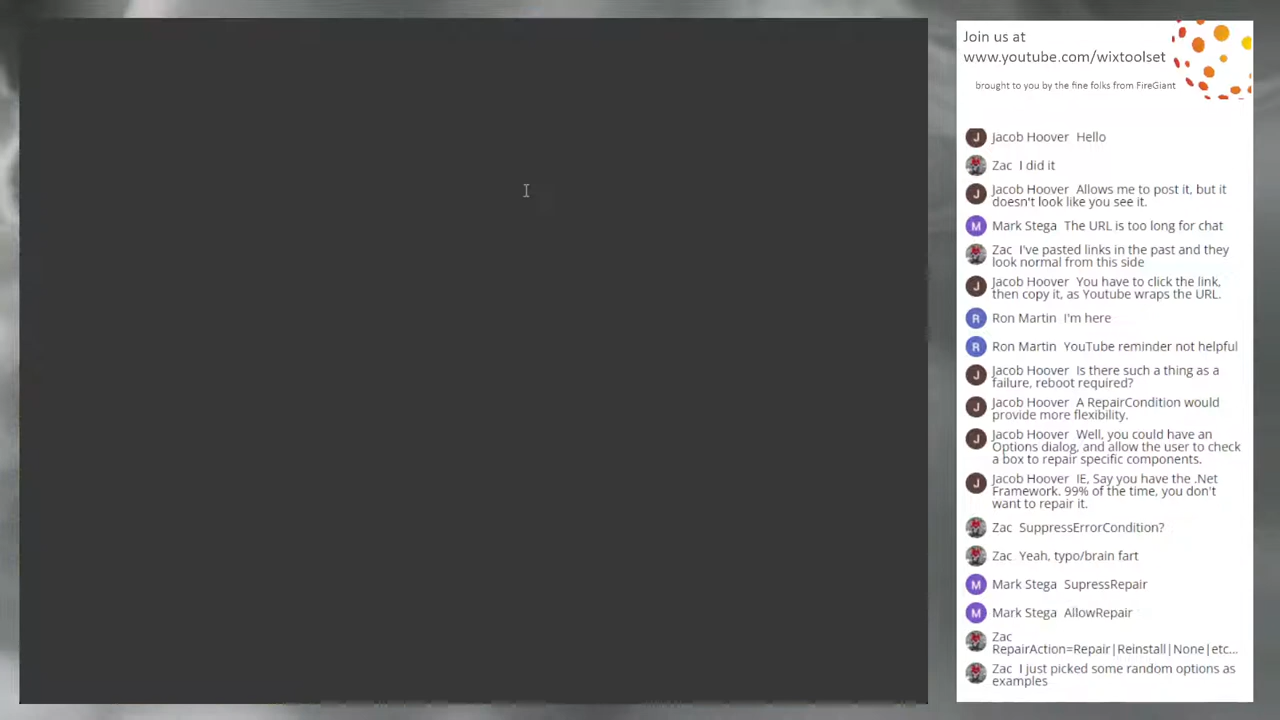 Join us at
www.youtube.com/wixtoolset
brought to you by the fine folks from FireGiant
J Jacob Hoover Hello
Zac I did it
J Jacob Hoover Allows me to post it, but it
doesn't look like you see it.
M Mark Stega The URL is too long for chat
Zac I've pasted links in the past and they
look normal from this side
J Jacob Hoover You have to click the link,
then copy it, as Youtube wraps the URL.
R Ron Martin I'm here
R Ron Martin YouTube reminder not helpful
J Jacob Hoover Is there such a thing as a
failure, reboot required?
J Jacob Hoover A RepairCondition would
provide more flexibility.
J Jacob Hoover Well, you could have an
Options dialog, and allow the user to check
a box to repair specific components.
J Jacob Hoover IE, Say you have the .Net
Framework. 99% of the time, you don't
want to repair it.
Zac SuppressErrorCondition?
Zac Yeah, typo/brain fart
M Mark Stega SupressRepair
M Mark Stega AllowRepair
Zac
RepairAction=Repair|Reinstall|None|etc...
Zac I just picked some random options as
examples